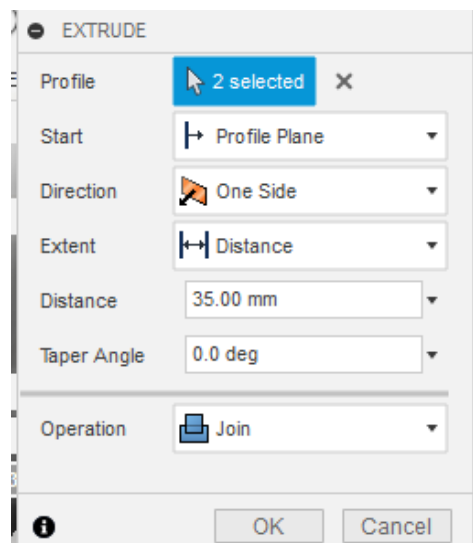 EXTRUDE
Profile 2 selected
Start Profile Plane
Direction One Side
Extent Distance
Distance 35.00 mm
Taper Angle 0.0 deg
Operation Join
OK Cancel